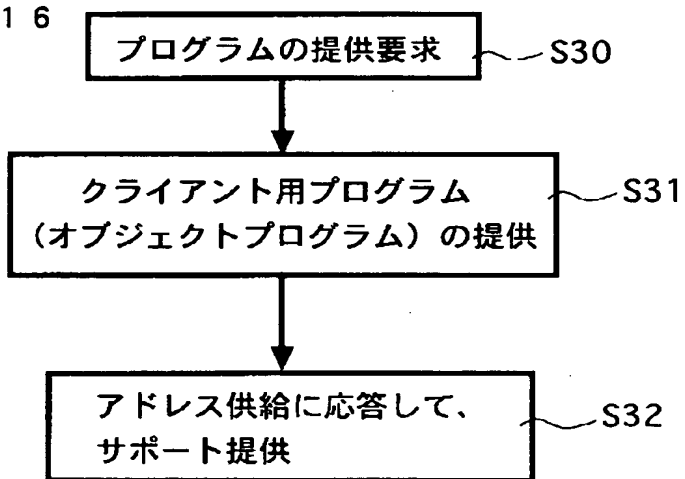 １６
プログラムの提供要求
S30
クライアント用プログラム
S31
（オブジェクトプログラム）の提供
アドレス供給に応答して、
S32
サポート提供